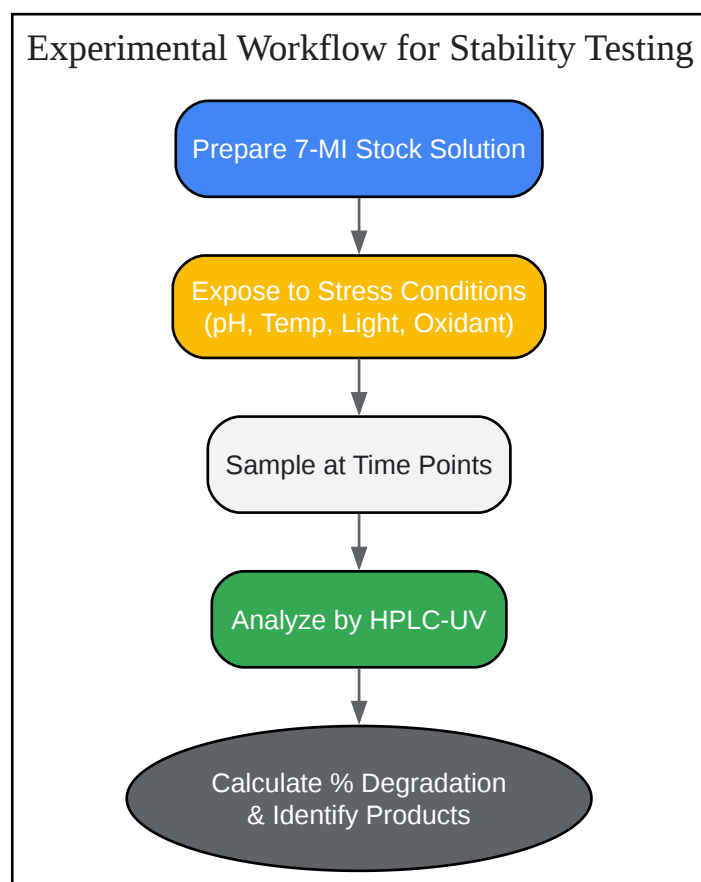 Experimental Workflow for Stability Testing
Prepare 7-MI Stock Solution
Expose to Stress Conditions
(pH, Temp, Light, Oxidant)
Sample at Time Points
Analyze by HPLC-UV
Calculate % Degradation
& Identify Products